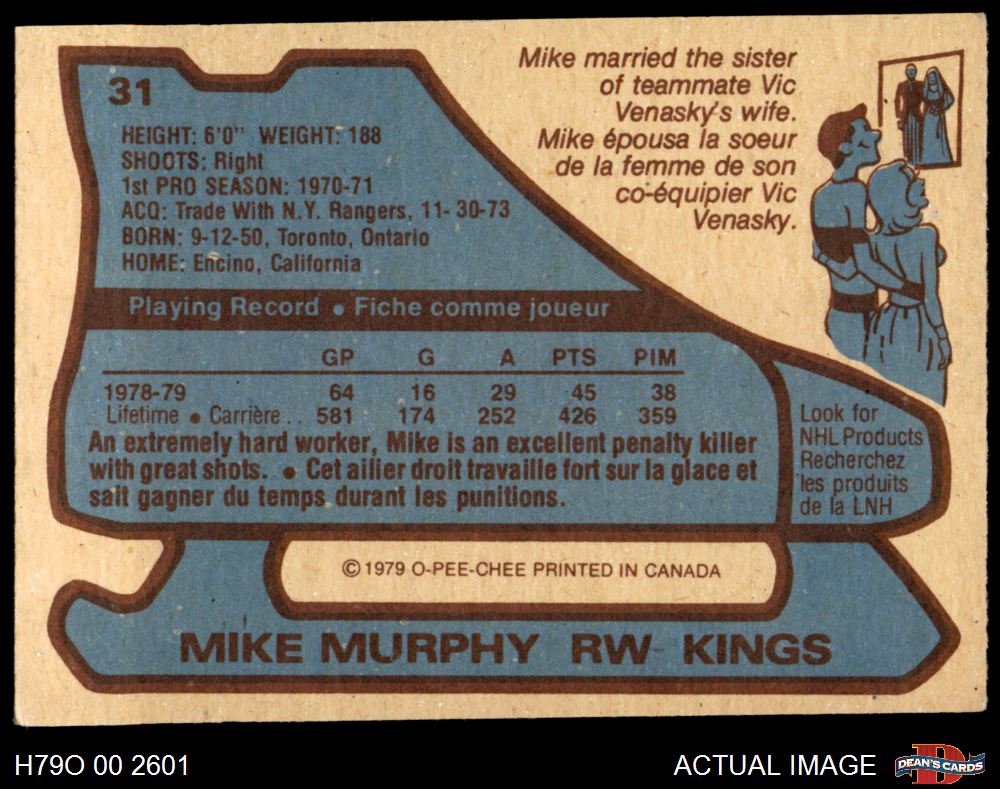 31
HEIGHT: 6'0" WEIGHT: 188
SHOOTS: Right
1st PRO SEASON: 1970-71
ACQ: Trade With N.Y. Rangers, 11-30-73
BORN: 9-12-50, Toronto, Ontario
HOME: Encino, California
Mike married the sister
of teammate Vic
Venasky's wife.
Mike épousa la soeur
de la femme de son
co-équipier Vic
Venasky.
Playing Record • Fiche comme joueur
GP G A PTS PIM
1978-79 64 16 29 45 38
Lifetime • Carrière.. 581 174 252 426 359
An extremely hard worker, Mike is an excellent penalty killer
with great shots. • Cet ailier droit travaille fort sur la glace et
sait gagner du temps durant les punitions.
Look for
NHL Products
Recherchez
les produits
de la LNH
© 1979 O-PEE-CHEE PRINTED IN CANADA
MIKE MURPHY RW KINGS
H79O 00 2601
ACTUAL IMAGE
D
DEAN'S CARDS